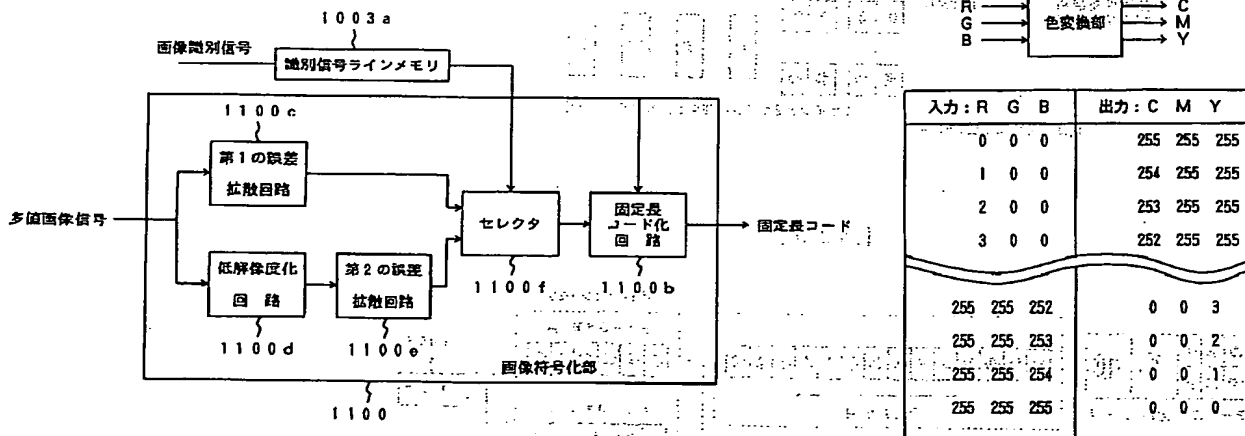 1003a
画像識別信号
識別信号ラインメモリ
1100c
第1の誤差
拡散回路
多値画像信号
セレクタ
固定長
コード化
回 路
固定長コード
低解像度化
回 路
第2の誤差
拡散回路
1100f
1100b
1100d
1100e
画像符号化部
1100
R
G
B
色変換部
C
M
Y
入力: R G B 出力: C M Y
0 0 0 255 255 255
1 0 0 254 255 255
2 0 0 253 255 255
3 0 0 252 255 255
255 255 252 0 0 3
255 255 253 0 0 2
255 255 254 0 0 1
255 255 255 0 0 0